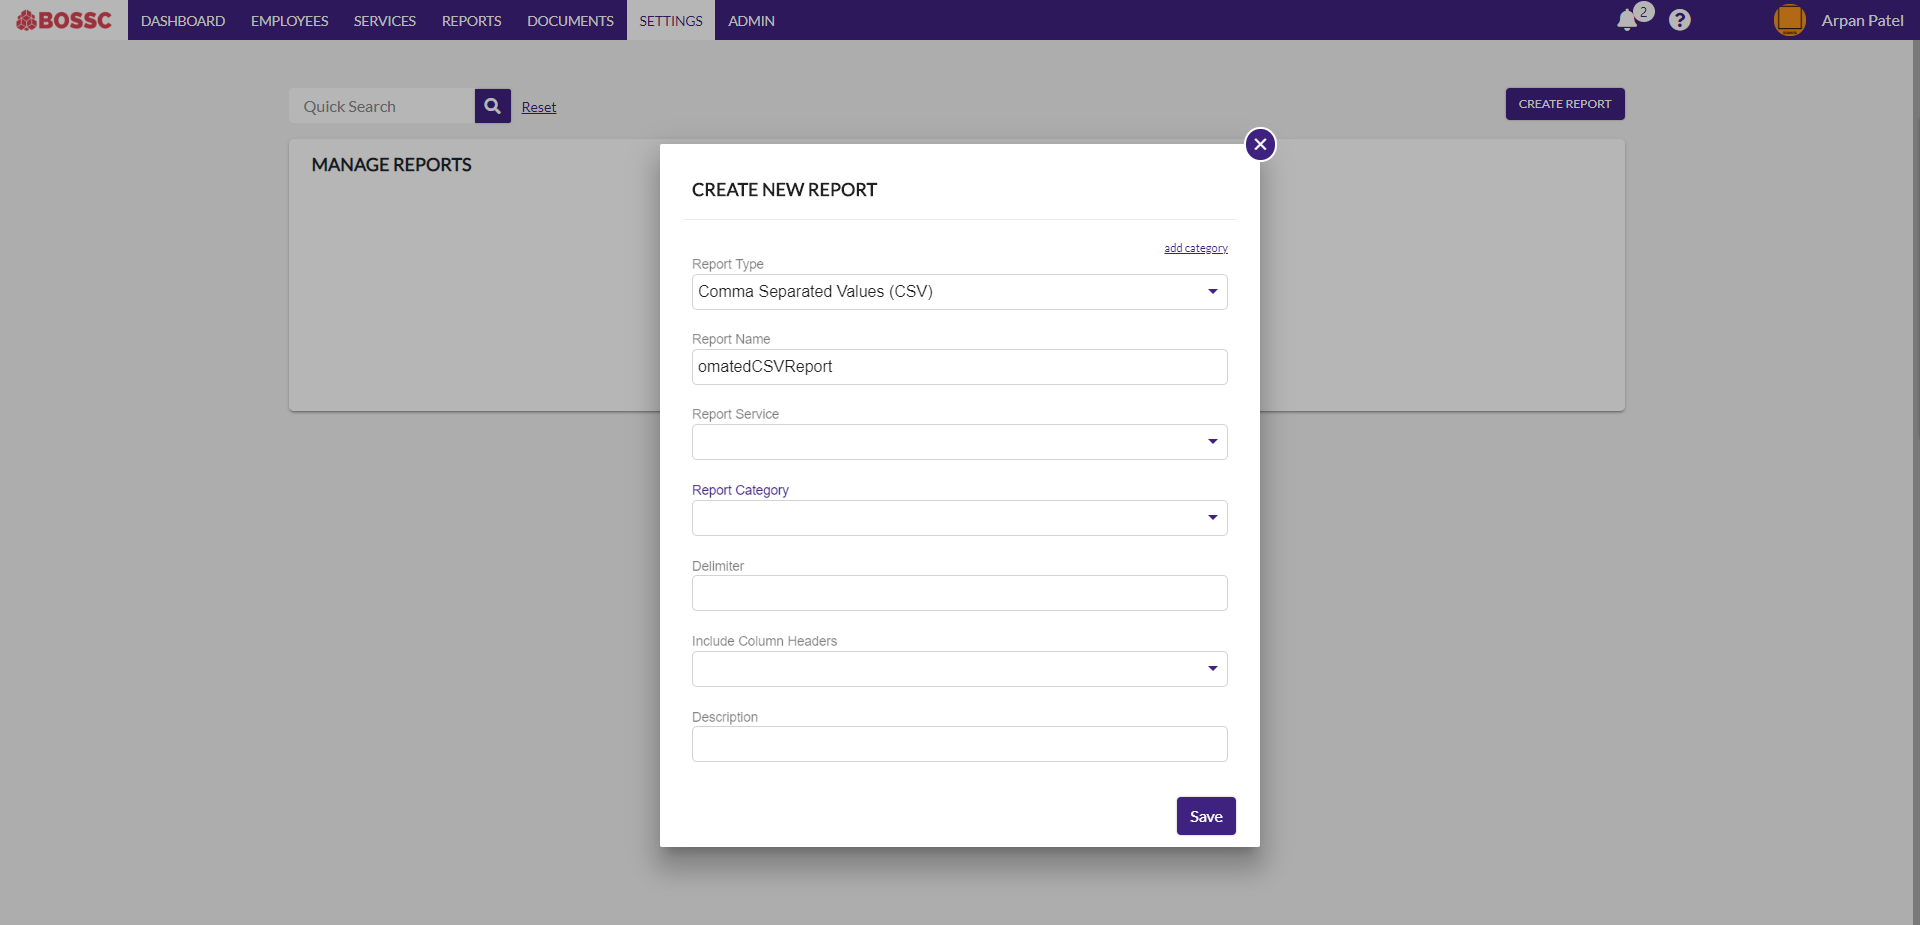 BOSSC DASHBOARD EMPLOYEES SERVICES REPORTS DOCUMENTS SETTINGS ADMIN 2 ? Arpan Patel
Quick Search Reset CREATE REPORT
MANAGE REPORTS
CREATE NEW REPORT
add category
Report Type
Comma Separated Values (CSV)
Report Name
omatedCSVReport
Report Service
Report Category
Delimiter
Include Column Headers
Description
Save